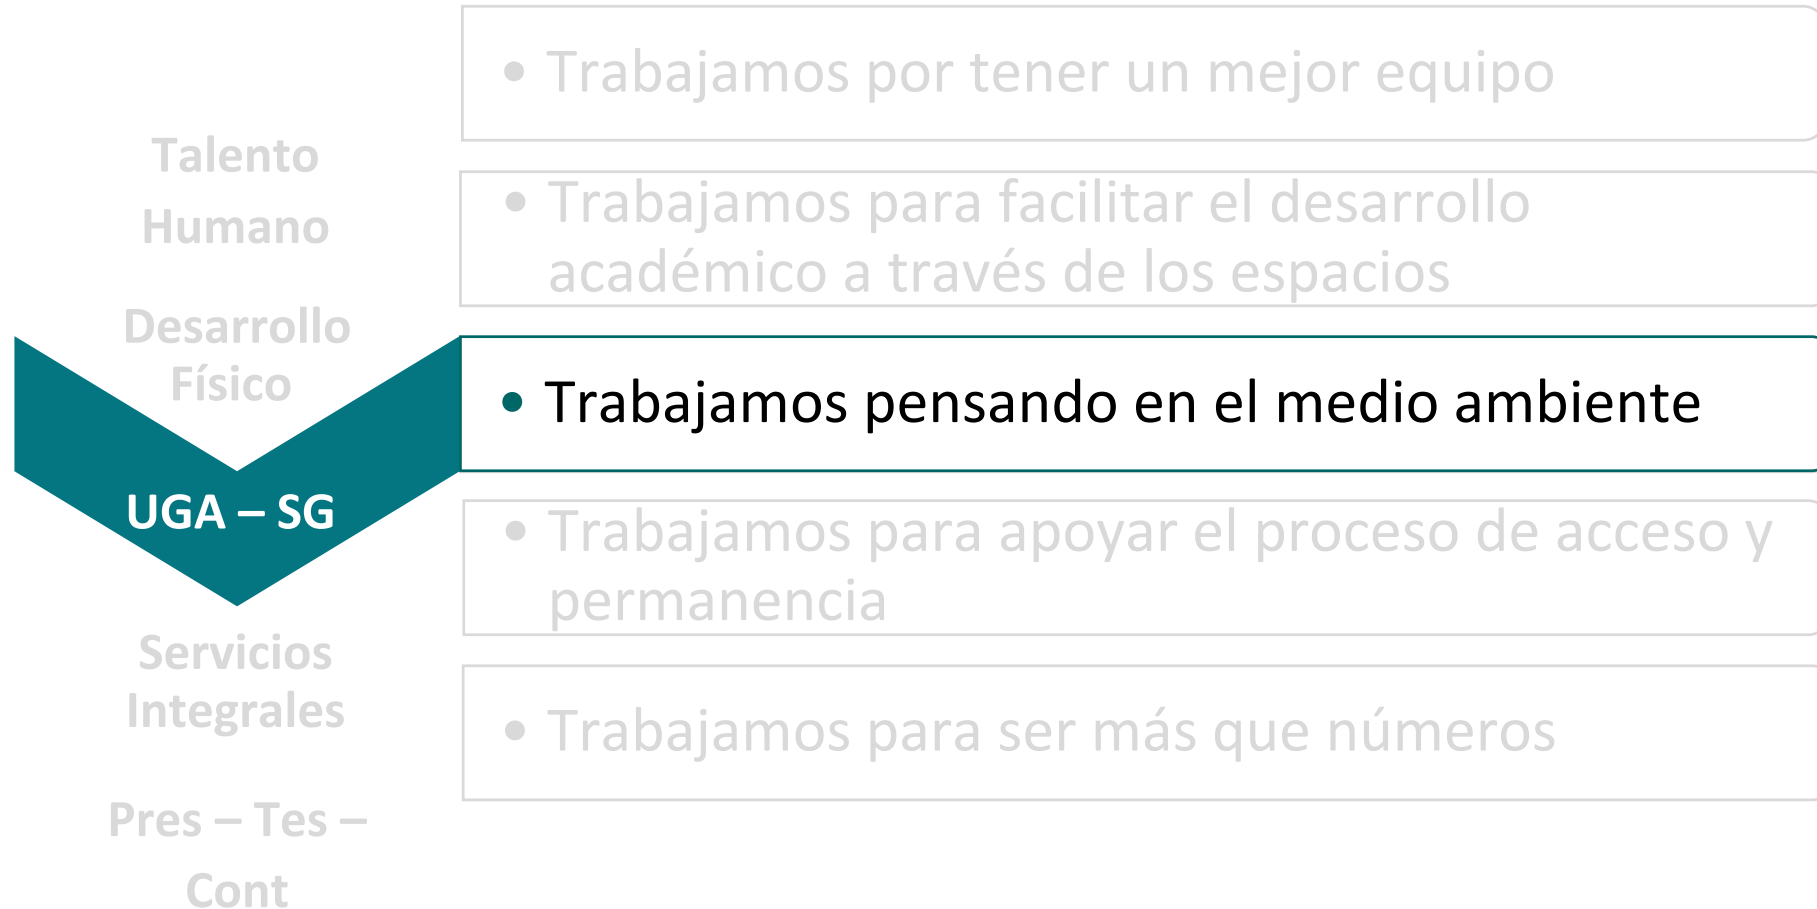 Talento
Humano
• Trabajamos por tener un mejor equipo
Desarrollo
Físico
• Trabajamos para facilitar el desarrollo
académico a través de los espacios
UGA – SG
• Trabajamos pensando en el medio ambiente
Servicios
Integrales
• Trabajamos para apoyar el proceso de acceso y
permanencia
Pres – Tes –
Cont
• Trabajamos para ser más que números